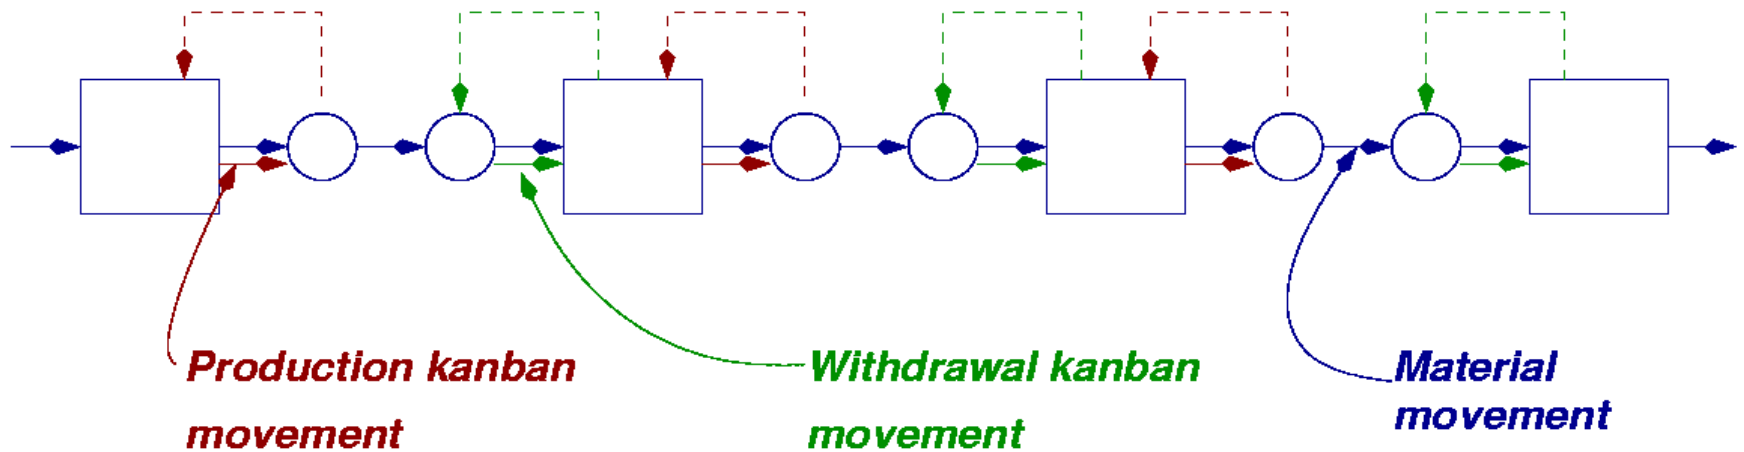 Production kanban
movement
Withdrawal kanban
movement
Material
movement